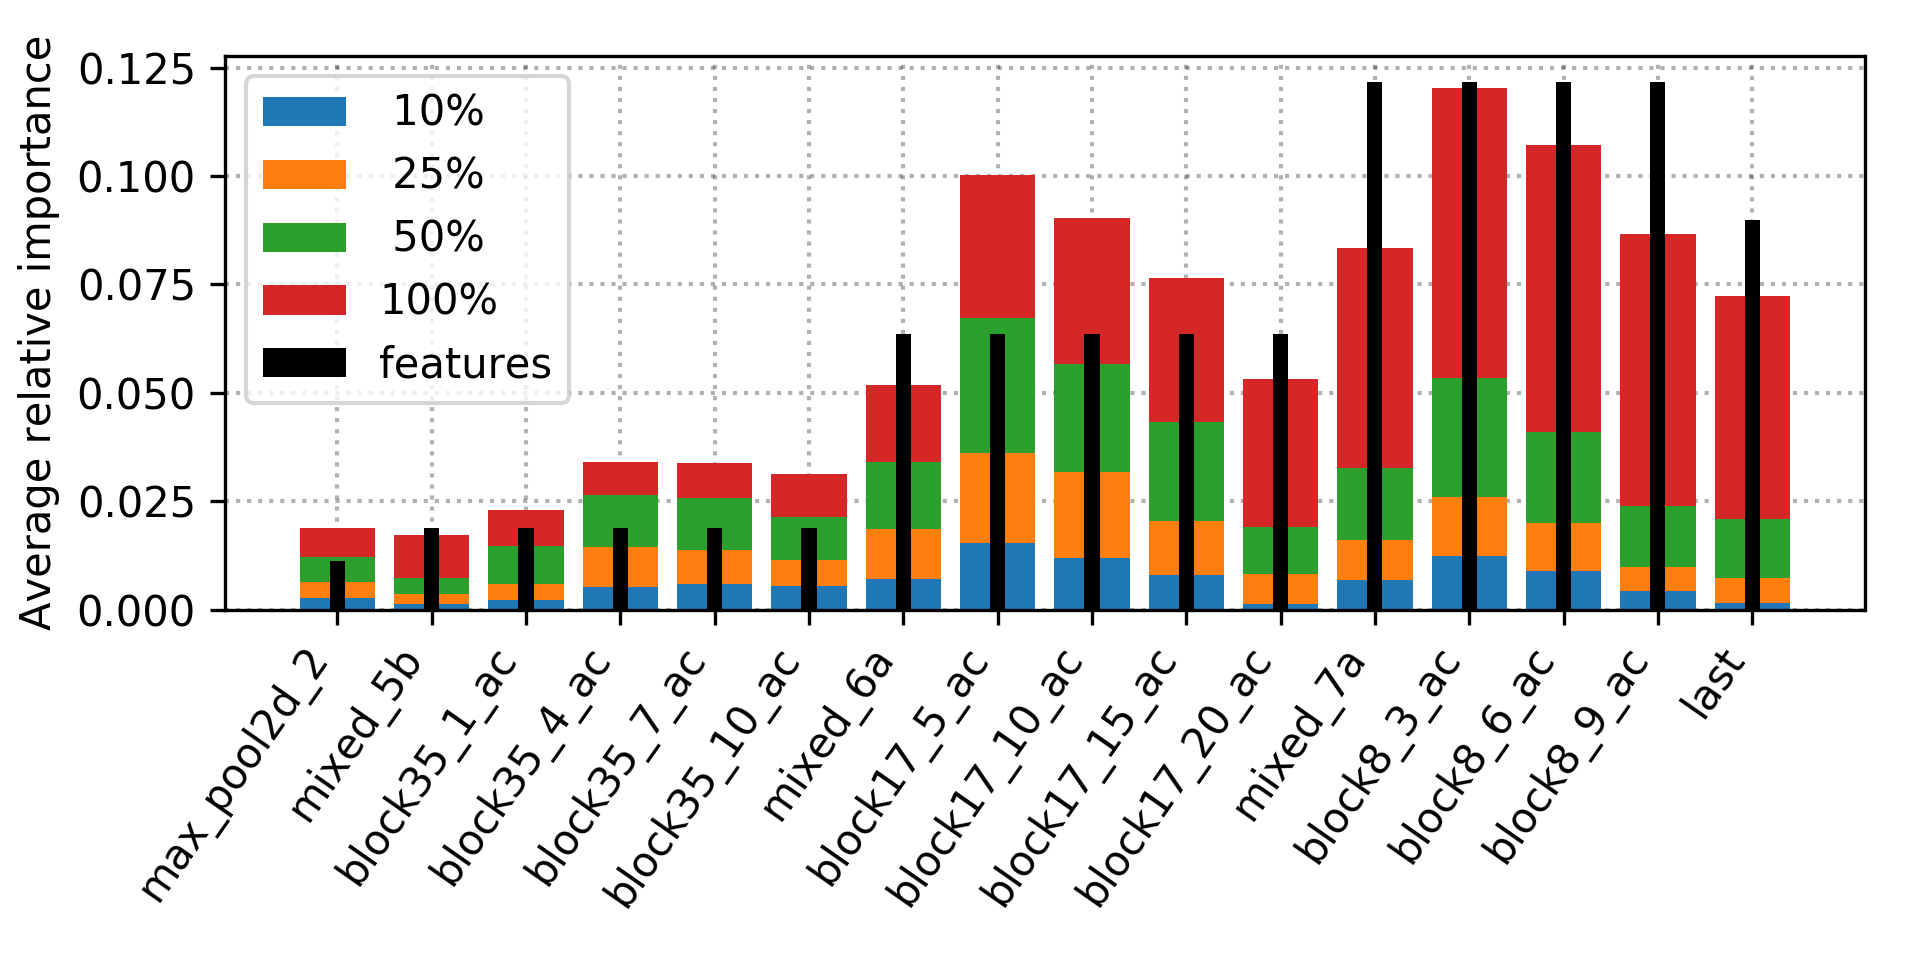 Average relative importance
0.125
0.100
0.075
0.050
0.025
0.000
10%
25%
50%
100%
features
max_pool2d_2
mixed_5b
block35_1_ac
block35_4_ac
block35_7_ac
block35_10_ac
mixed_6a
block17_5_ac
block17_10_ac
block17_15_ac
block17_20_ac
mixed_7a
block8_3_ac
block8_6_ac
block8_9_ac
last